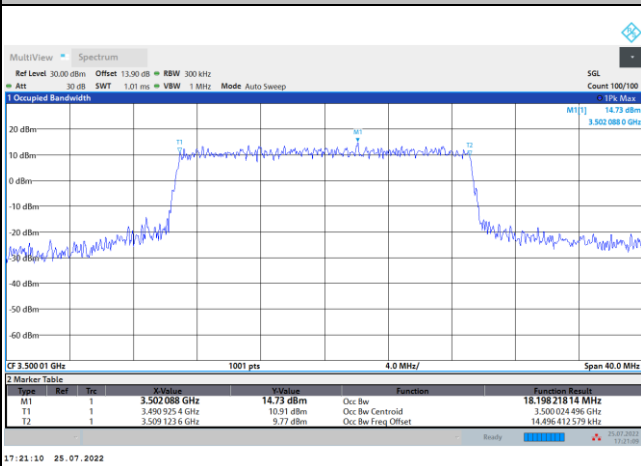 MultiView Spectrum
Ref Level 30.00 dBm Offset 13.90 dB RBW 300 kHz SGL
Att 30 dB SWT 1.01 ms VBW 1 MHz Mode Auto Sweep Count 100/100
1 Occupied Bandwidth 1Pk Max
M1[1] 14.73 dBm
3.502 088 0 GHz
20 dBm
T1 M1 T2
10 dBm
0 dBm
-10 dBm
-20 dBm
-30 dBm
-40 dBm
-50 dBm
-60 dBm
CF 3.500 01 GHz 1001 pts 4.0 MHz/ Span 40.0 MHz
2 Marker Table
Type Ref Trc X-Value Y-Value Function Function Result
M1 1 3.502 088 GHz 14.73 dBm Occ Bw 18.198 218 14 MHz
T1 1 3.490 925 4 GHz 10.91 dBm Occ Bw Centroid 3.500 024 496 GHz
T2 1 3.509 123 6 GHz 9.77 dBm Occ Bw Freq Offset 14.496 412 579 kHz
Ready 25.07.2022
17:21:09
17:21:10 25.07.2022